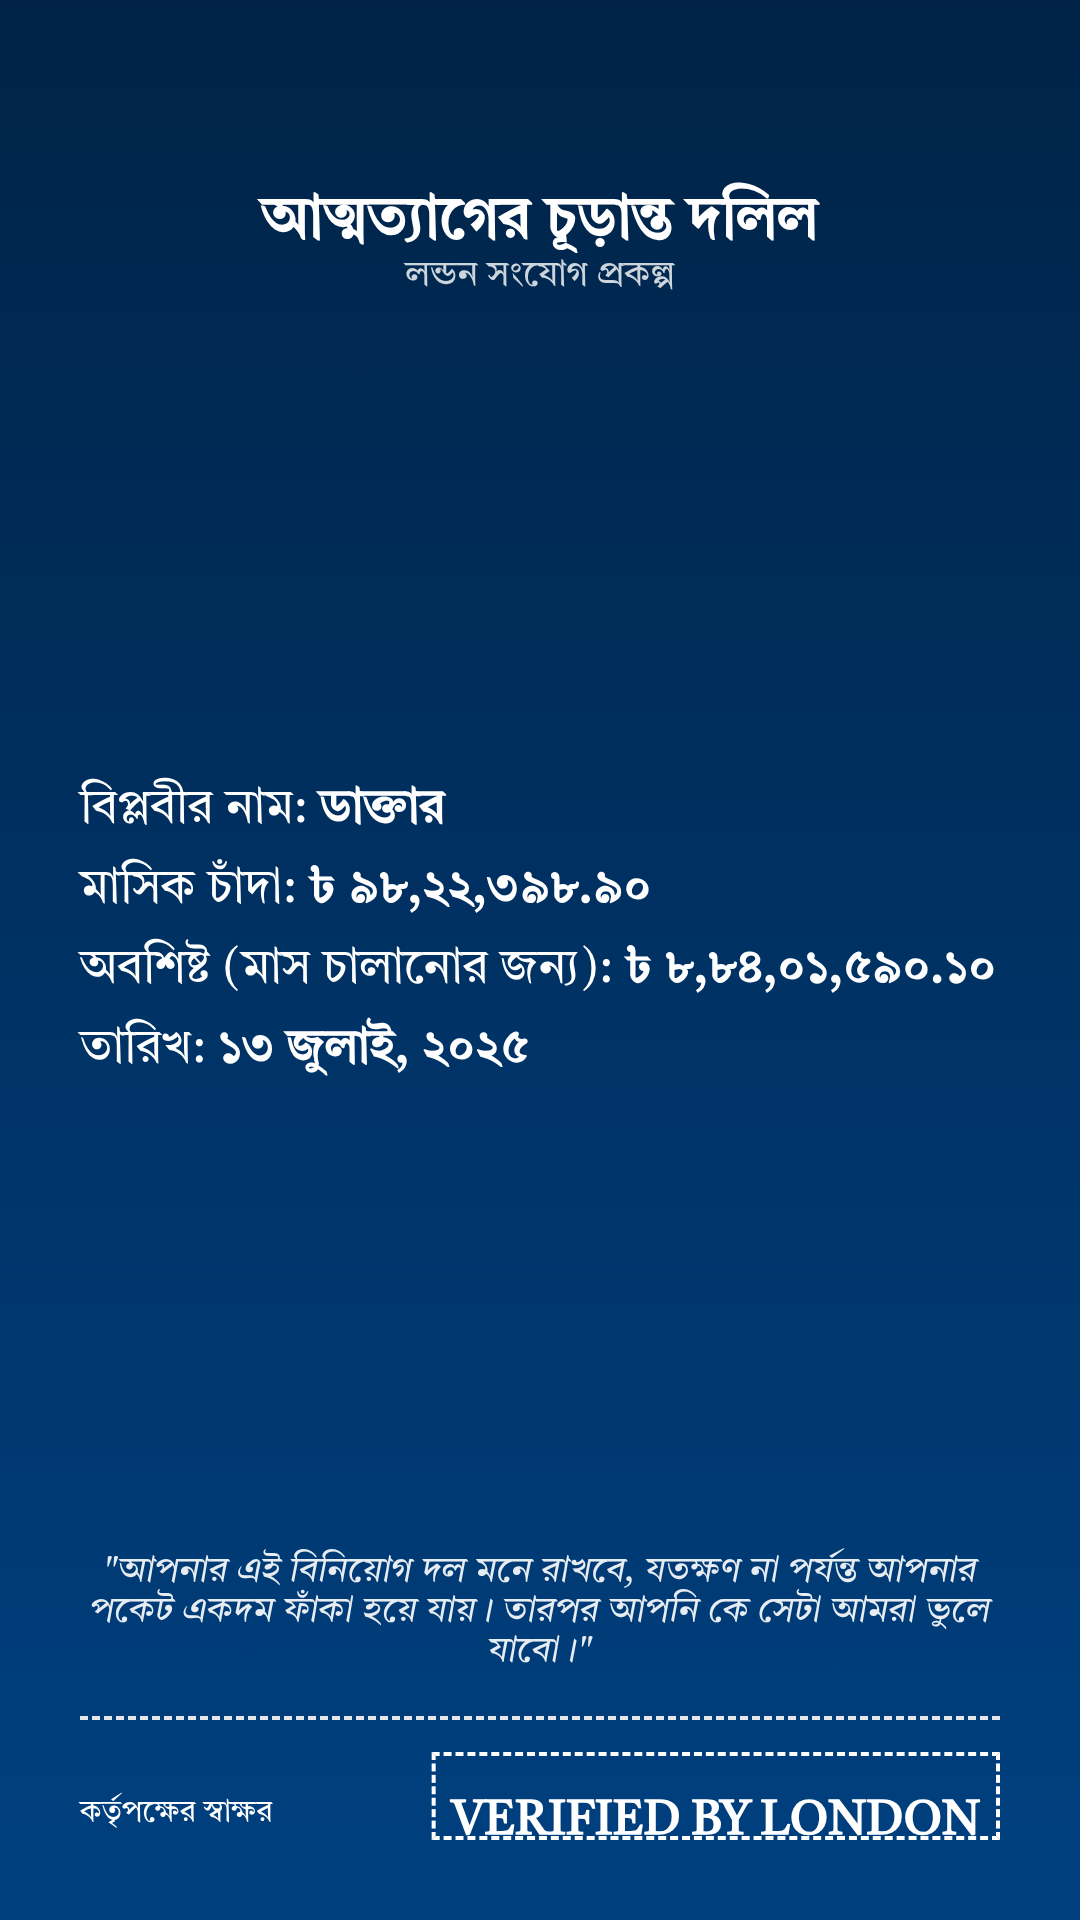 আত্মত্যাগের চূড়ান্ত দলিল
লন্ডন সংযোগ প্রকল্প
বিপ্লবীর নাম: ডাক্তার
মাসিক চাঁদা: ৳ ৯৮,২২,৩৯৮.৯০
অবশিষ্ট (মাস চালানোর জন্য): ৳ ৮,৮৪,০১,৫৯০.১০
তারিখ: ১৩ জুলাই, ২০২৫
"আপনার এই বিনিয়োগ দল মনে রাখবে, যতক্ষণ না পর্যন্ত আপনার
পকেট একদম ফাঁকা হয়ে যায়। তারপর আপনি কে সেটা আমরা ভুলে
যাবো।"
কর্তৃপক্ষের স্বাক্ষর
VERIFIED BY LONDON